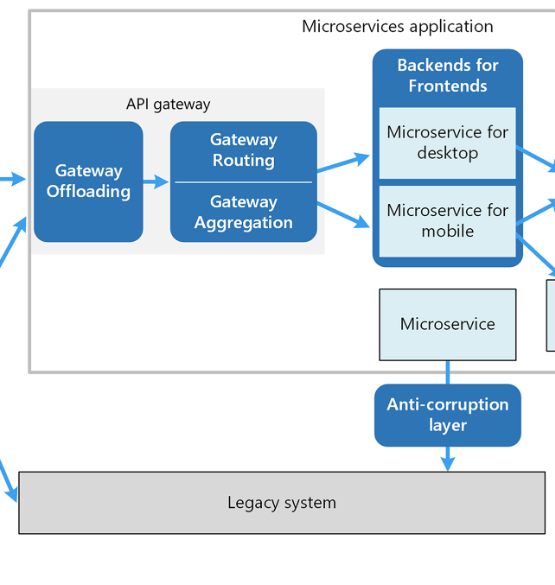 Microservices application
Backends for
Frontends
API gateway
Gateway
Offloading
Gateway
Routing
Gateway
Aggregation
Microservice for
desktop
Microservice for
mobile
Microservice
Anti-corruption
layer
Legacy system